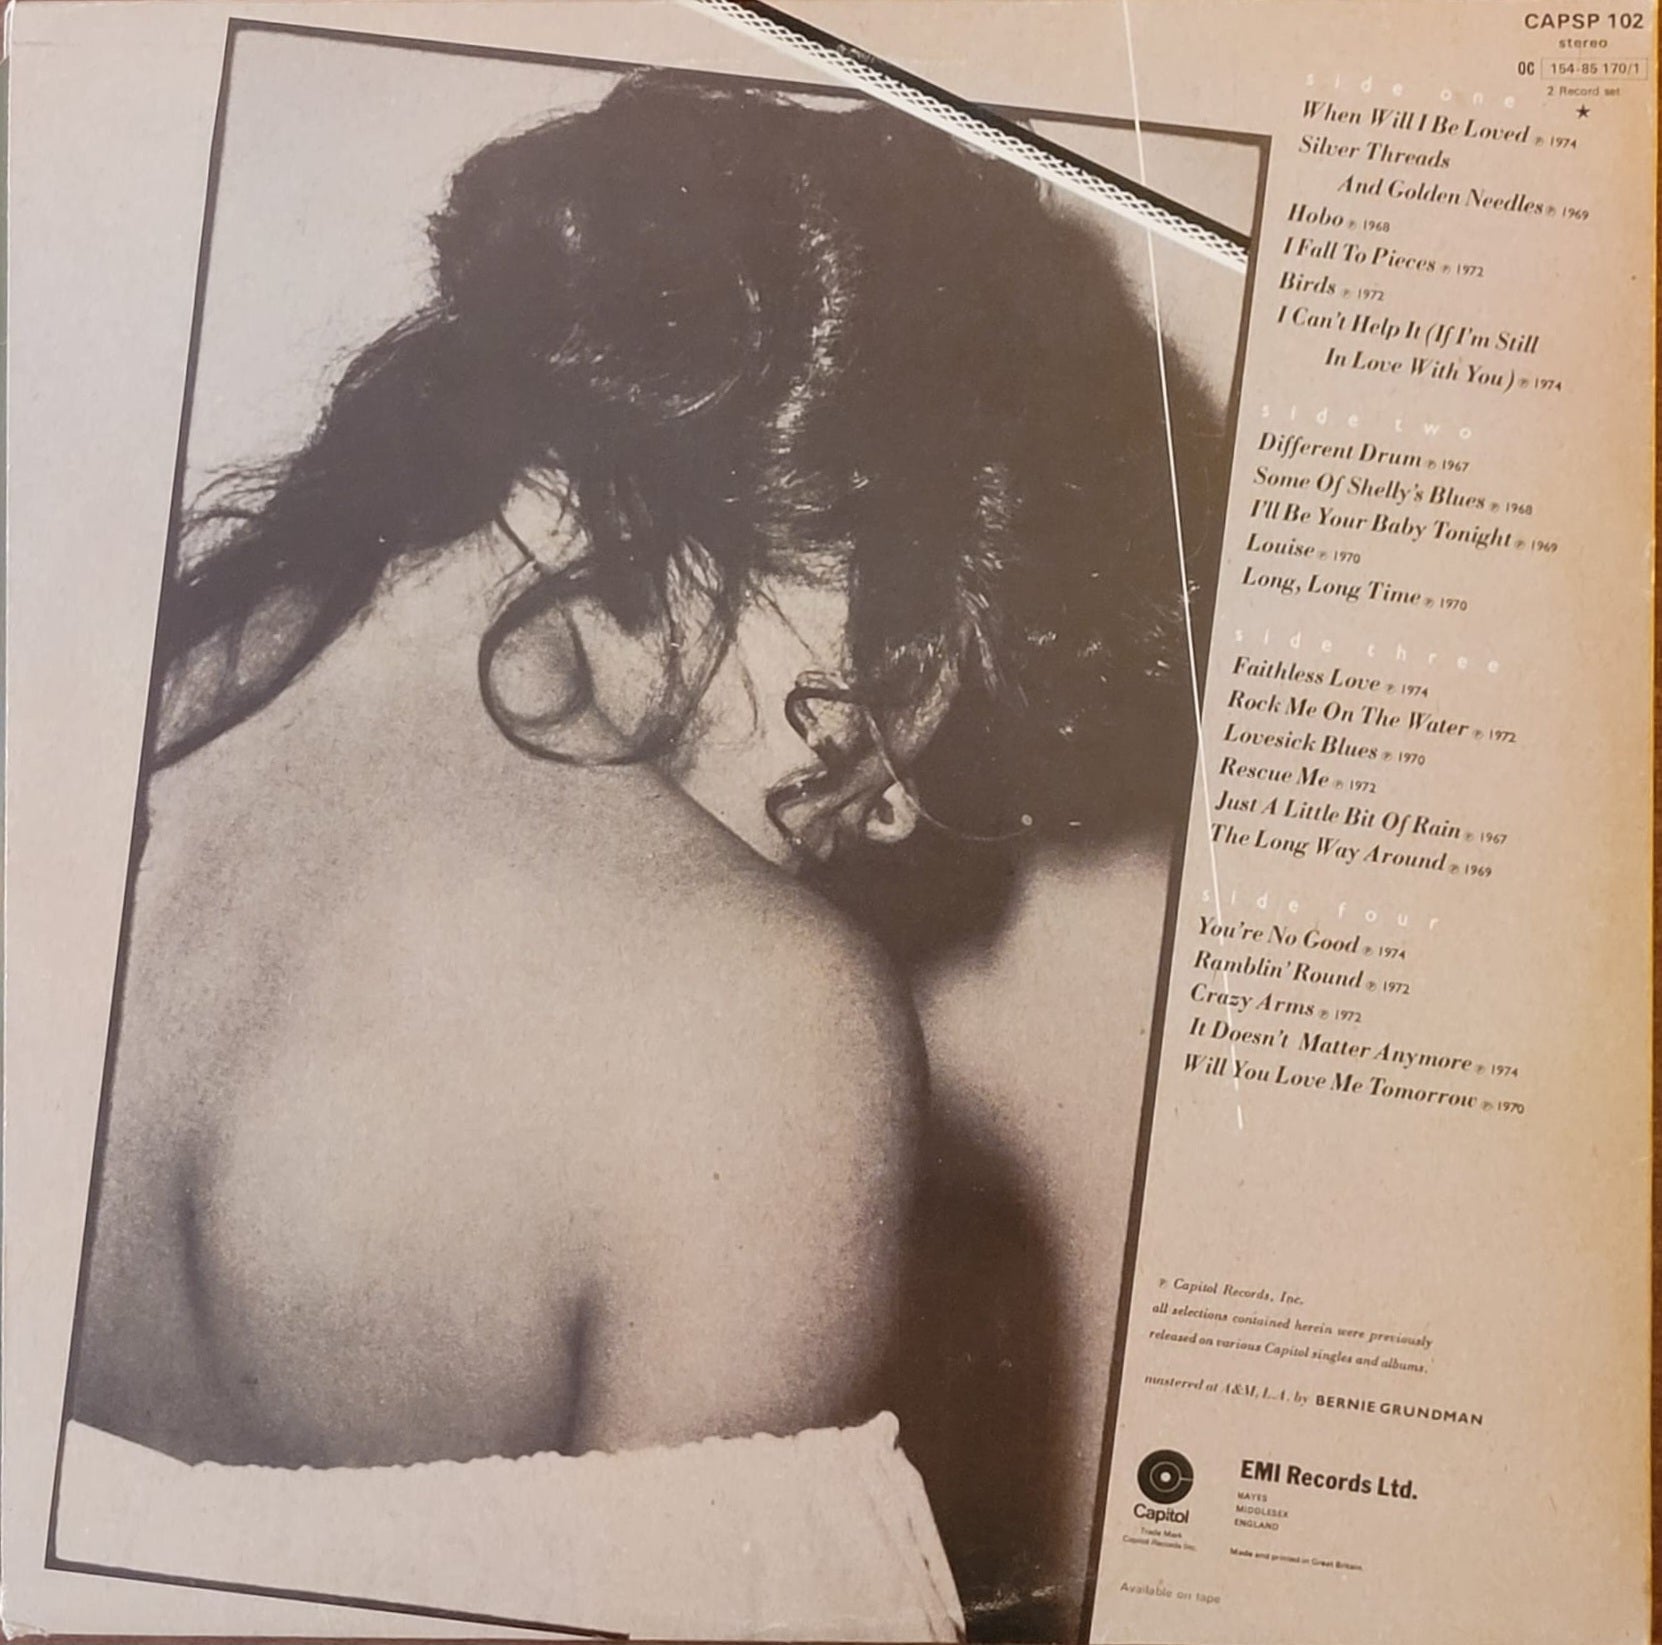 CAPSP 102
stereo
OC 154-85 170/1
2 Record set
side one
When Will I Be Loved ℗ 1974
Silver Threads
And Golden Needles ℗ 1969
Hobo ℗ 1968
I Fall To Pieces ℗ 1972
Birds ℗ 1972
I Can't Help It (If I'm Still
In Love With You) ℗ 1974
side two
Different Drum ℗ 1967
Some Of Shelly's Blues ℗ 1968
I'll Be Your Baby Tonight ℗ 1969
Louise ℗ 1970
Long, Long Time ℗ 1970
side three
Faithless Love ℗ 1974
Rock Me On The Water ℗ 1972
Lovesick Blues ℗ 1970
Rescue Me ℗ 1972
Just A Little Bit Of Rain ℗ 1967
The Long Way Around ℗ 1969
side four
You're No Good ℗ 1974
Ramblin' Round ℗ 1972
Crazy Arms ℗ 1972
It Doesn't Matter Anymore ℗ 1974
Will You Love Me Tomorrow ℗ 1970
℗ Capitol Records, Inc.
all selections contained herein were previously
released on various Capitol singles and albums.
mastered at A&M, L.A. by BERNIE GRUNDMAN
Capitol
Trade Mark
Capitol Records Inc.
EMI Records Ltd.
HAYES
MIDDLESEX
ENGLAND
Made and printed in Great Britain
Available on tape